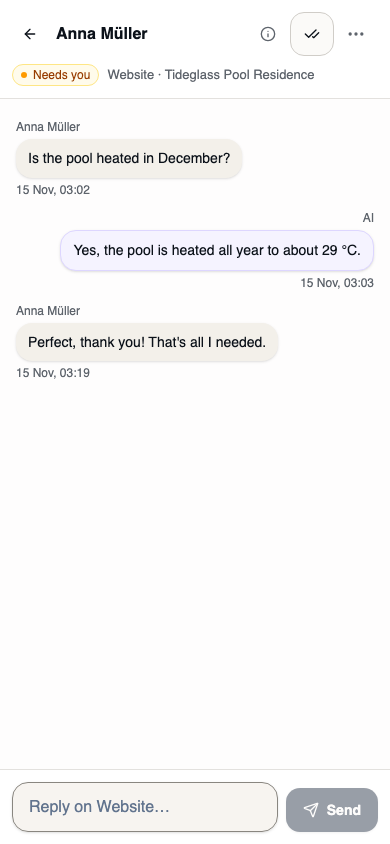 Anna Müller
Needs you
Website · Tideglass Pool Residence
Anna Müller
Is the pool heated in December?
15 Nov, 03:02
AI
Yes, the pool is heated all year to about 29 °C.
15 Nov, 03:03
Anna Müller
Perfect, thank you! That's all I needed.
15 Nov, 03:19
Reply on Website…
Send